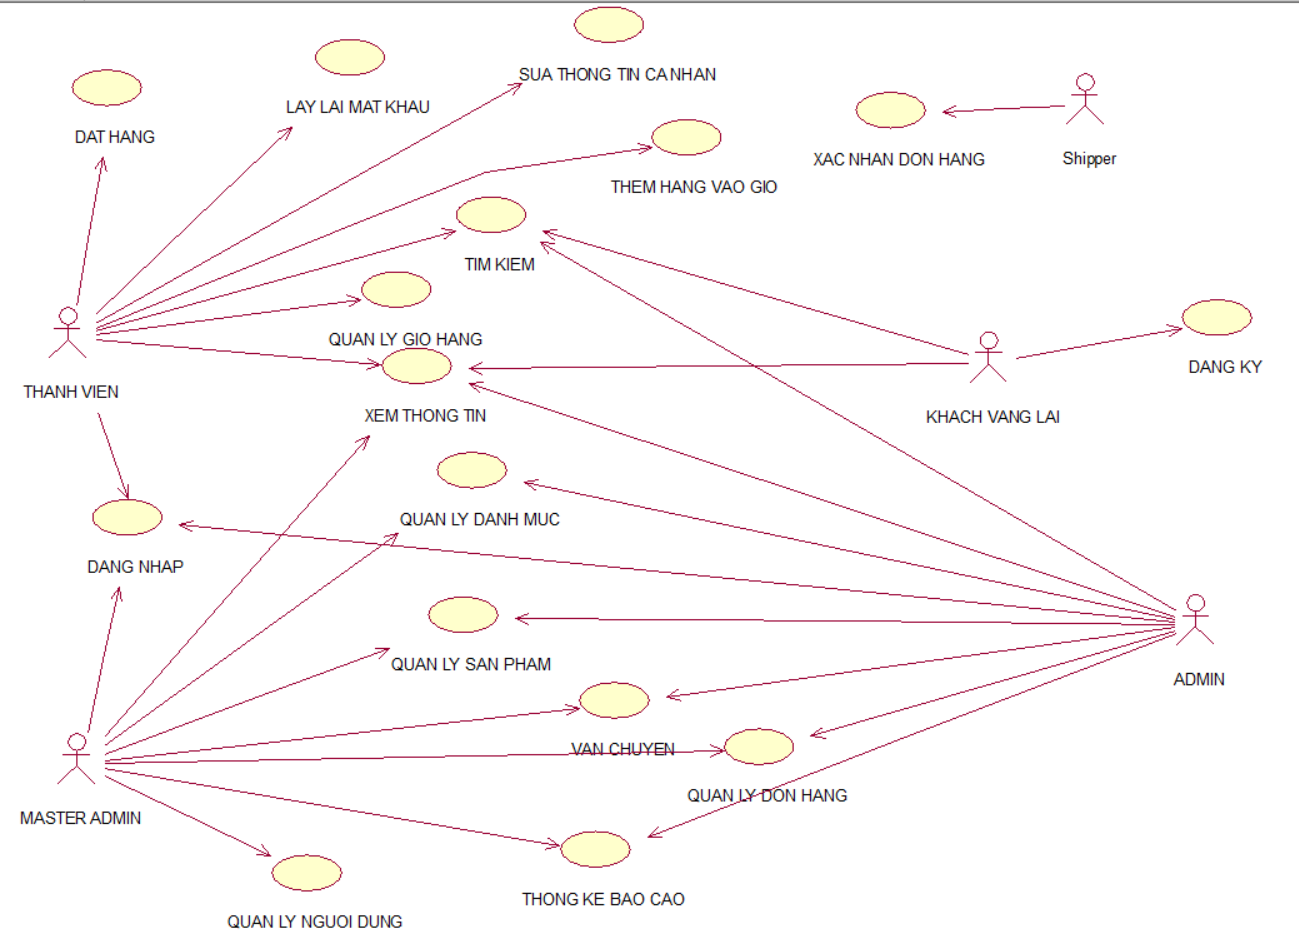 SUA THONG TIN CA NHAN
LAY LAI MAT KHAU
DAT HANG
XAC NHAN DON HANG
Shipper
THEM HANG VAO GIO
TIM KIEM
QUAN LY GIO HANG
DANG KY
THANH VIEN
XEM THONG TIN
KHACH VANG LAI
QUAN LY DANH MUC
DANG NHAP
QUAN LY SAN PHAM
ADMIN
VAN CHUYEN
QUAN LY DON HANG
MASTER ADMIN
THONG KE BAO CAO
QUAN LY NGUOI DUNG